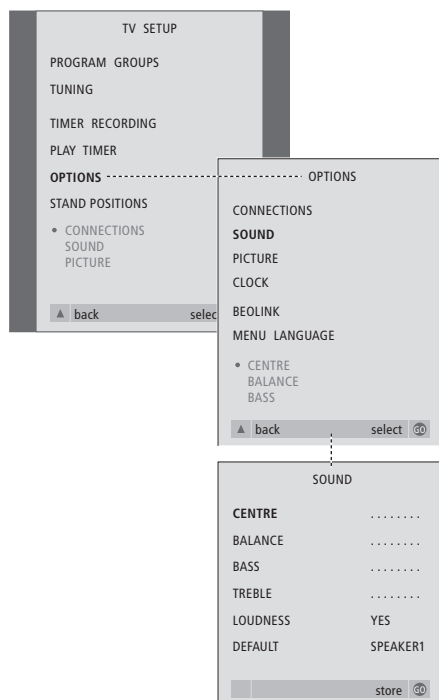 TV SETUP
PROGRAM GROUPS
TUNING
TIMER RECORDING
PLAY TIMER
OPTIONS
STAND POSITIONS
• CONNECTIONS
SOUND
PICTURE
▲ back selec
OPTIONS
CONNECTIONS
SOUND
PICTURE
CLOCK
BEOLINK
MENU LANGUAGE
• CENTRE
BALANCE
BASS
▲ back select GO
SOUND
CENTRE ........
BALANCE ........
BASS ........
TREBLE ........
LOUDNESS YES
DEFAULT SPEAKER1
store GO